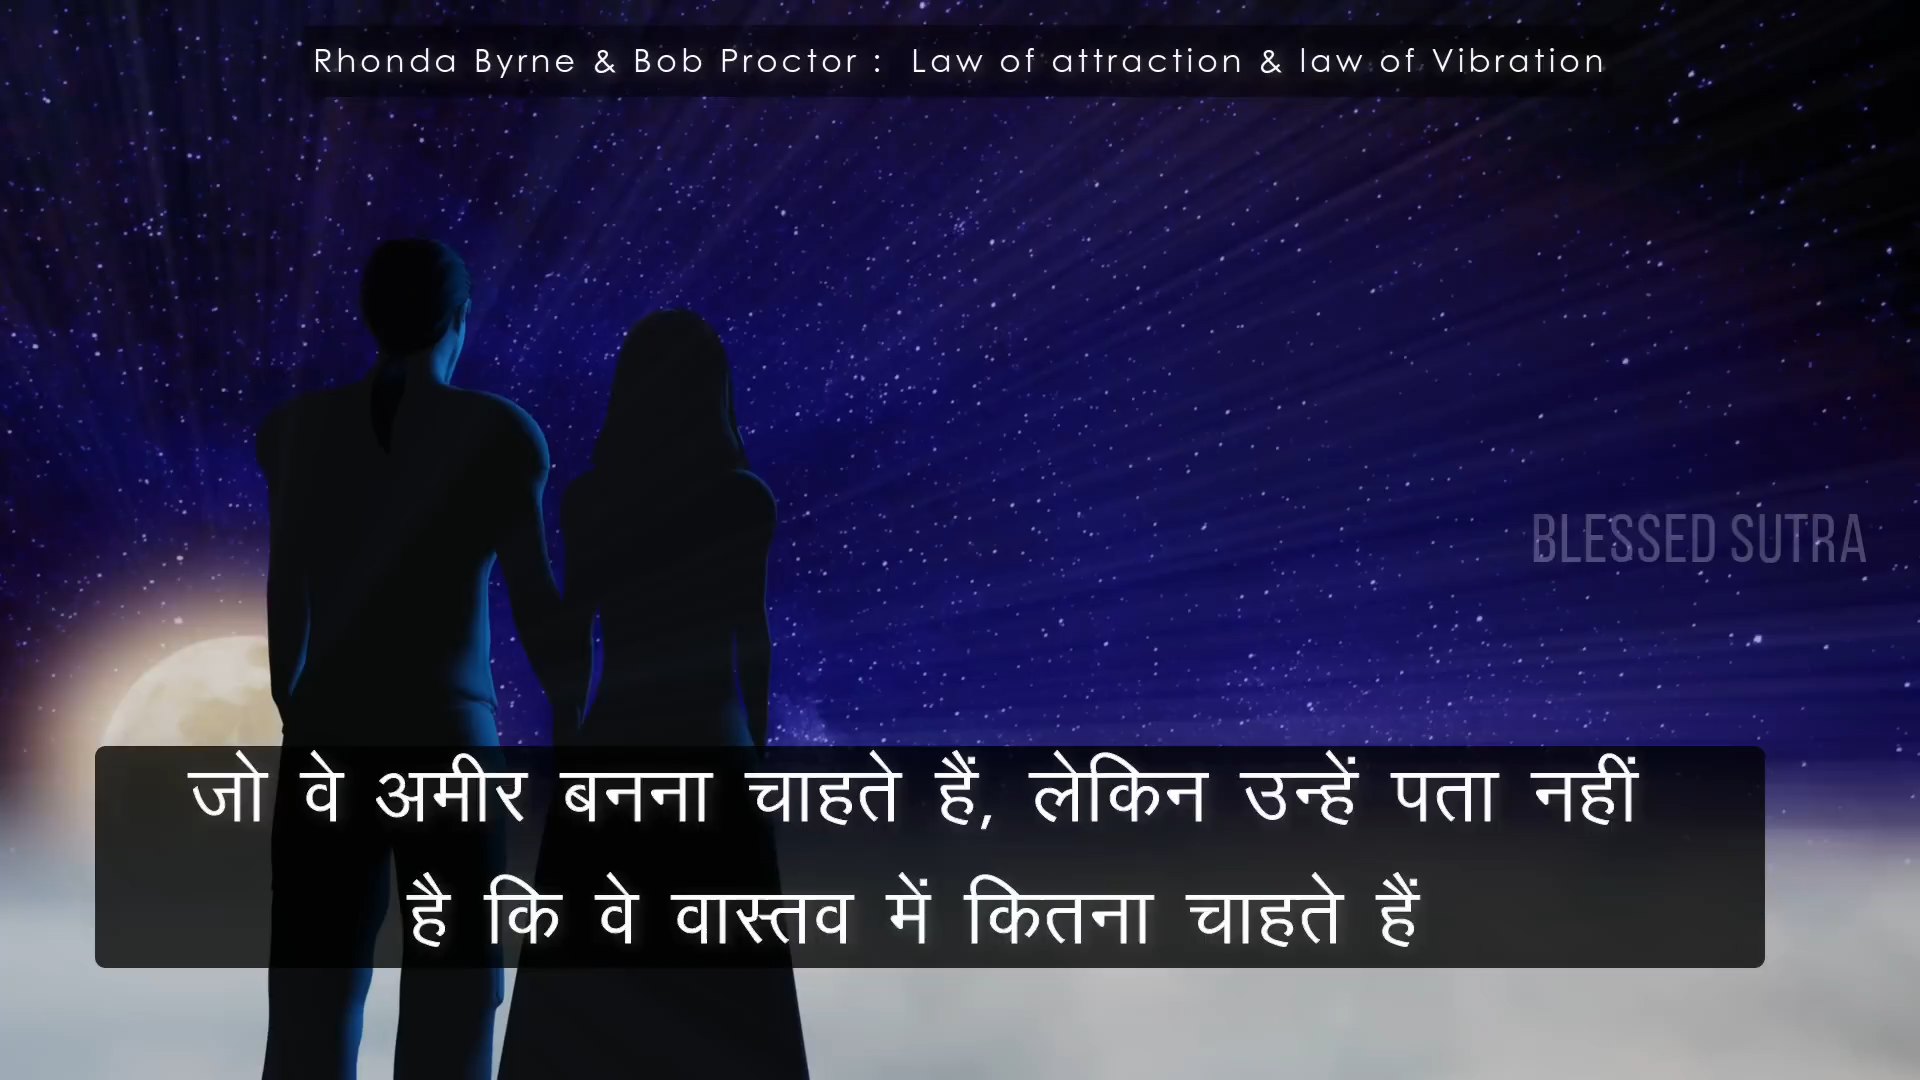 Rhonda Byrne & Bob Proctor : Law of attraction & law of Vibration
BLESSED SUTRA
जो वे अमीर बनना चाहते हैं, लेकिन उन्हें पता नहीं
है कि वे वास्तव में कितना चाहते हैं